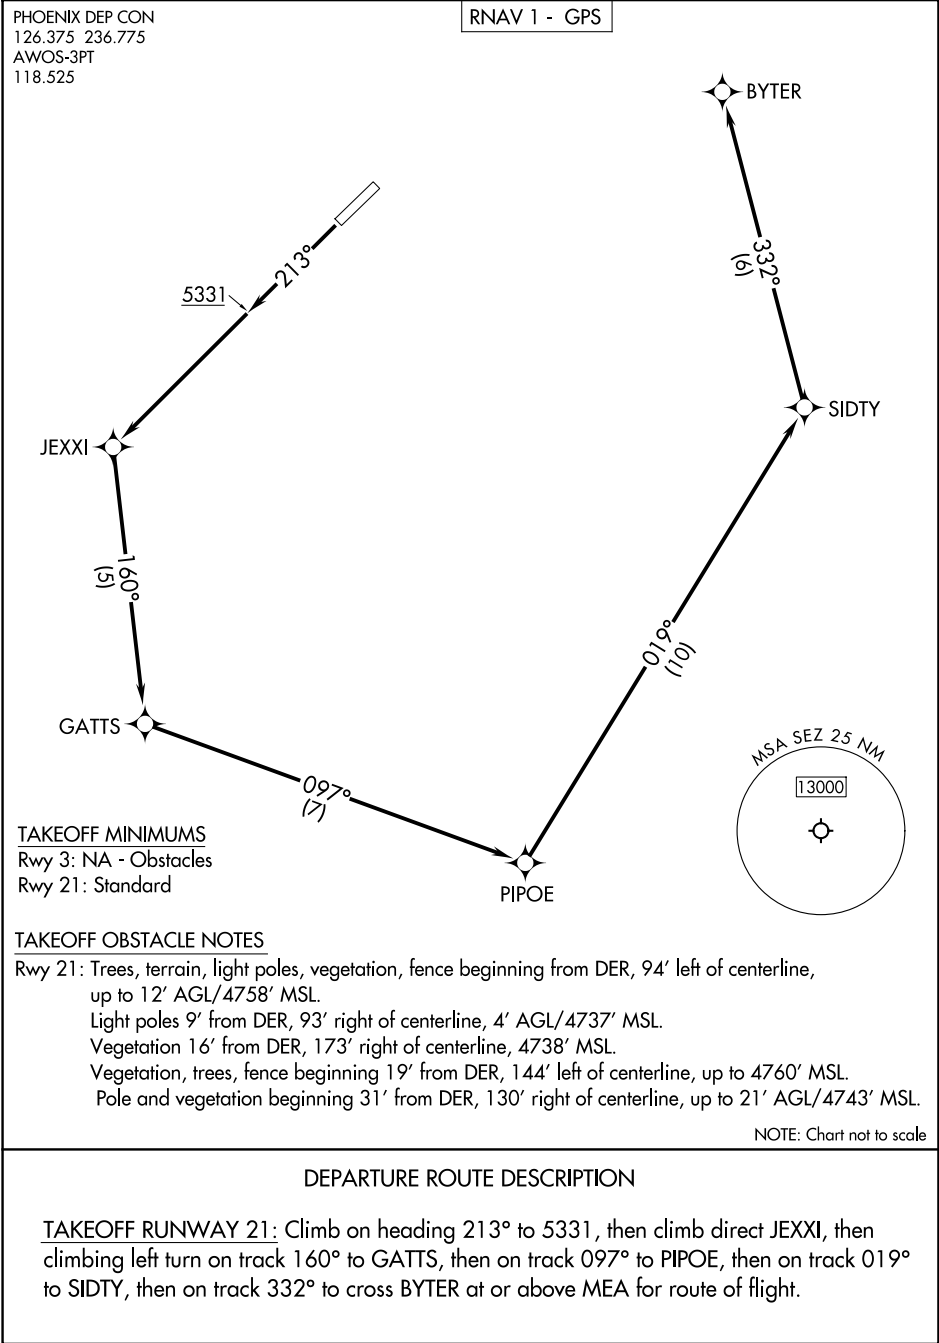 PHOENIX DEP CON
126.375 236.775
AWOS-3PT
118.525
RNAV 1 - GPS
BYTER
213°
5331
332°
(6)
SIDTY
JEXXI
160°
(5)
019°
(10)
GATTS
097°
(7)
MSA SEZ 25 NM
13000
PIPOE
TAKEOFF MINIMUMS
Rwy 3: NA - Obstacles
Rwy 21: Standard
TAKEOFF OBSTACLE NOTES
Rwy 21: Trees, terrain, light poles, vegetation, fence beginning from DER, 94′ left of centerline,
up to 12′ AGL/4758′ MSL.
Light poles 9′ from DER, 93′ right of centerline, 4′ AGL/4737′ MSL.
Vegetation 16′ from DER, 173′ right of centerline, 4738′ MSL.
Vegetation, trees, fence beginning 19′ from DER, 144′ left of centerline, up to 4760′ MSL.
Pole and vegetation beginning 31′ from DER, 130′ right of centerline, up to 21′ AGL/4743′ MSL.
NOTE: Chart not to scale
DEPARTURE ROUTE DESCRIPTION
TAKEOFF RUNWAY 21: Climb on heading 213° to 5331, then climb direct JEXXI, then
climbing left turn on track 160° to GATTS, then on track 097° to PIPOE, then on track 019°
to SIDTY, then on track 332° to cross BYTER at or above MEA for route of flight.